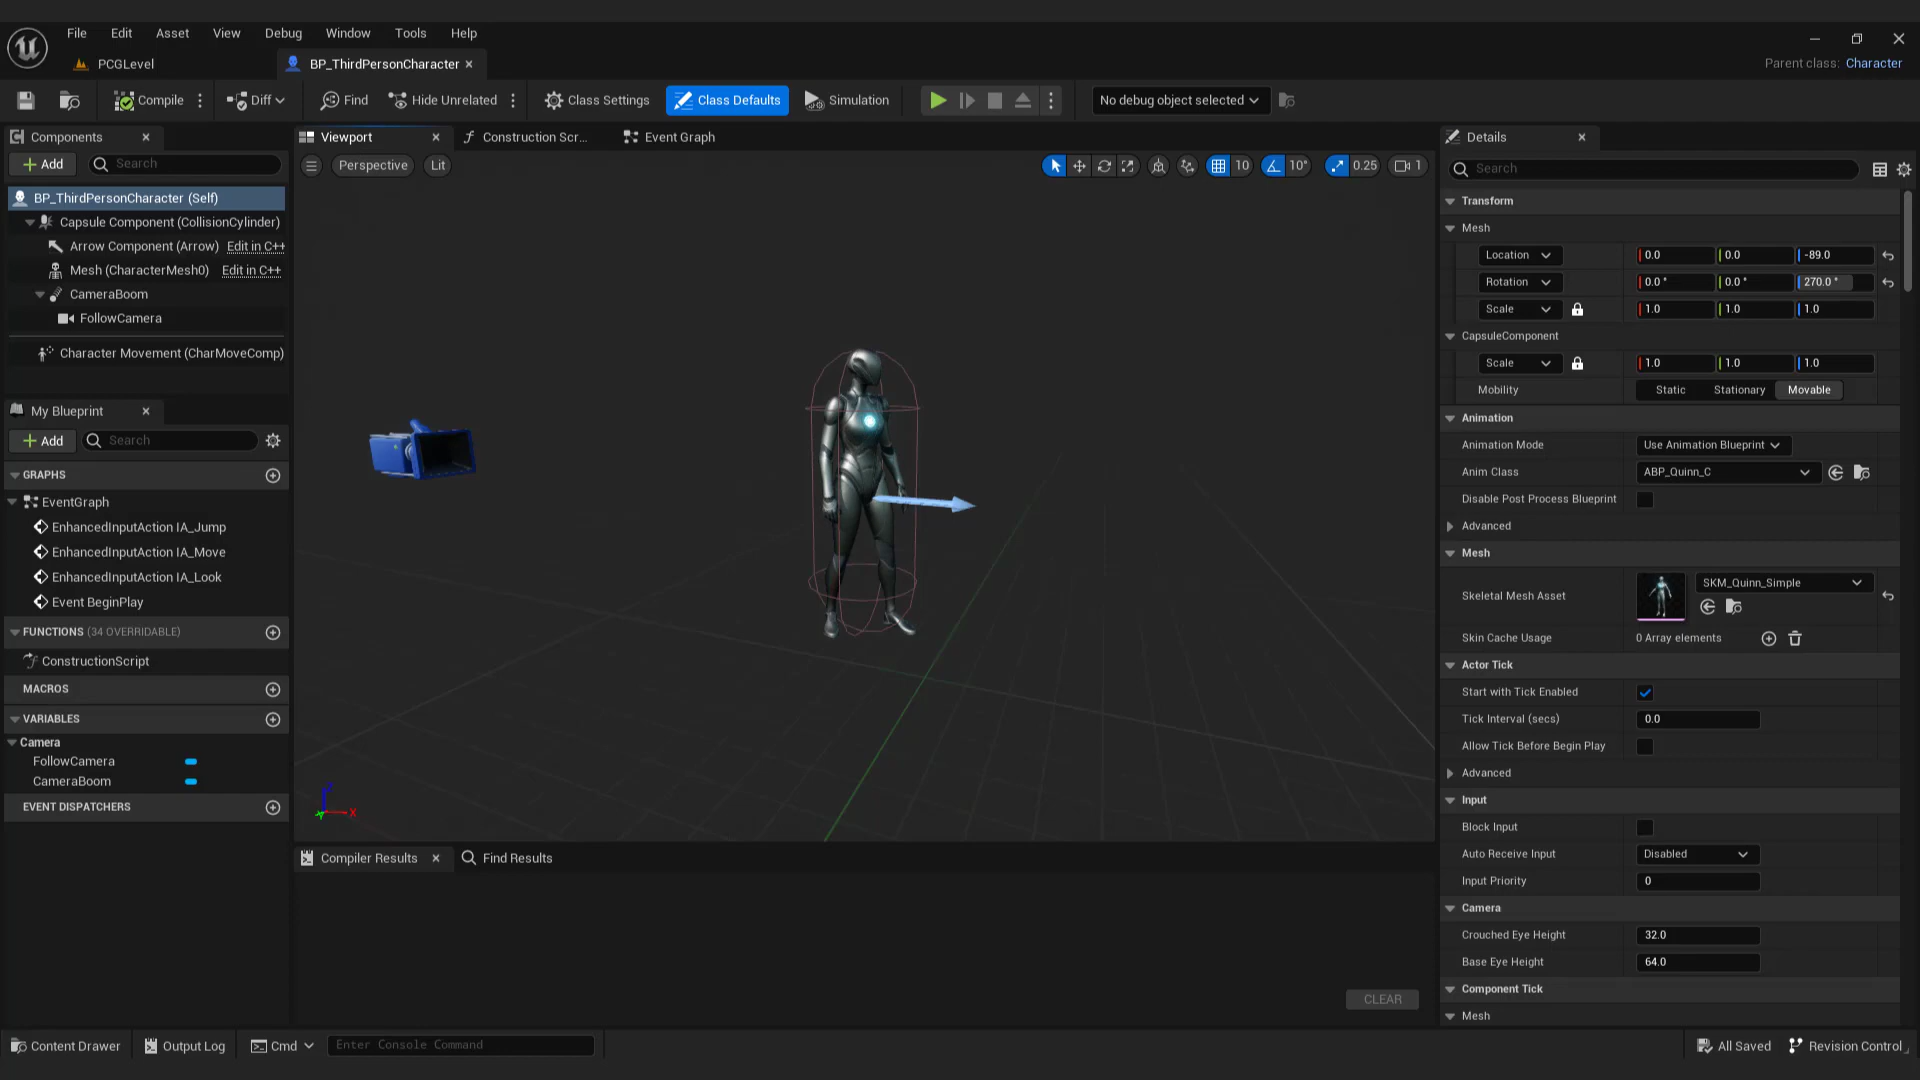 File Edit Asset View Debug Window Tools Help
PCGLevel BP_ThirdPersonCharacter
Parent class: Character
Compile Diff Find Hide Unrelated Class Settings Class Defaults Simulation No debug object selected
Components
Add Search
BP_ThirdPersonCharacter (Self)
Capsule Component (CollisionCylinder)
Arrow Component (Arrow) Edit in C++
Mesh (CharacterMesh0) Edit in C++
CameraBoom
FollowCamera
Character Movement (CharMoveComp)
My Blueprint
Add Search
GRAPHS
EventGraph
EnhancedInputAction IA_Jump
EnhancedInputAction IA_Move
EnhancedInputAction IA_Look
Event BeginPlay
FUNCTIONS (34 OVERRIDABLE)
ConstructionScript
MACROS
VARIABLES
Camera
FollowCamera
CameraBoom
EVENT DISPATCHERS
Viewport Construction Scr... Event Graph
Perspective Lit 10 10° 0.25 1
Z
X
Y
Compiler Results Find Results
CLEAR
Details
Search
Transform
Mesh
Location 0.0 0.0 -89.0
Rotation 0.0 ° 0.0 ° 270.0 °
Scale 1.0 1.0 1.0
CapsuleComponent
Scale 1.0 1.0 1.0
Mobility Static Stationary Movable
Animation
Animation Mode Use Animation Blueprint
Anim Class ABP_Quinn_C
Disable Post Process Blueprint
Advanced
Mesh
Skeletal Mesh Asset SKM_Quinn_Simple
Skin Cache Usage 0 Array elements
Actor Tick
Start with Tick Enabled
Tick Interval (secs) 0.0
Allow Tick Before Begin Play
Advanced
Input
Block Input
Auto Receive Input Disabled
Input Priority 0
Camera
Crouched Eye Height 32.0
Base Eye Height 64.0
Component Tick
Mesh
Content Drawer Output Log Cmd Enter Console Command All Saved Revision Control